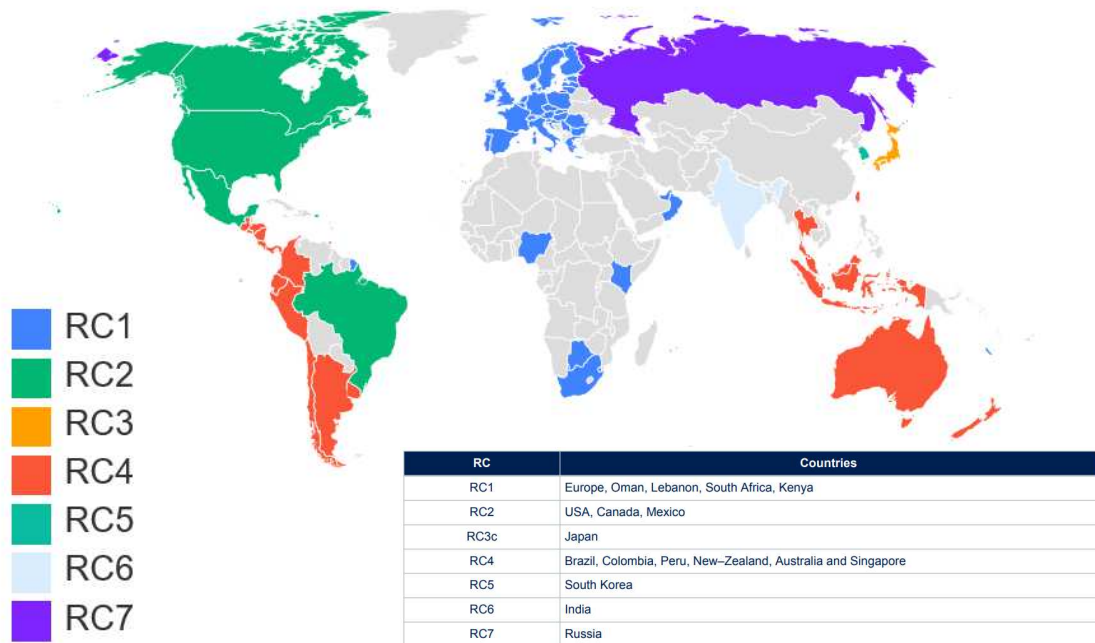 RC1
RC2
RC3
RC4
RC5
RC6
RC7
RC Countries
RC1 Europe, Oman, Lebanon, South Africa, Kenya
RC2 USA, Canada, Mexico
RC3c Japan
RC4 Brazil, Colombia, Peru, New–Zealand, Australia and Singapore
RC5 South Korea
RC6 India
RC7 Russia